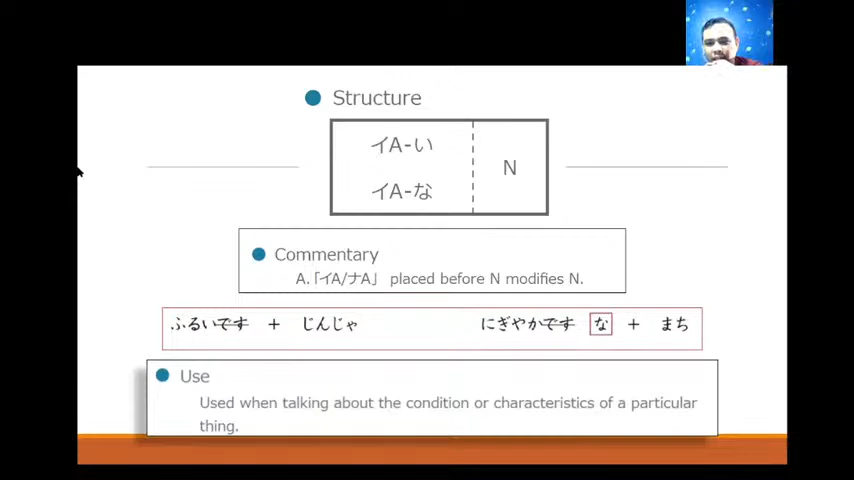 Structure
イA-い
イA-な
N
Commentary
A.「イA/ナA」 placed before N modifies N.
ふるいです + じんじゃ
にぎやかです な + まち
Use
Used when talking about the condition or characteristics of a particular
thing.